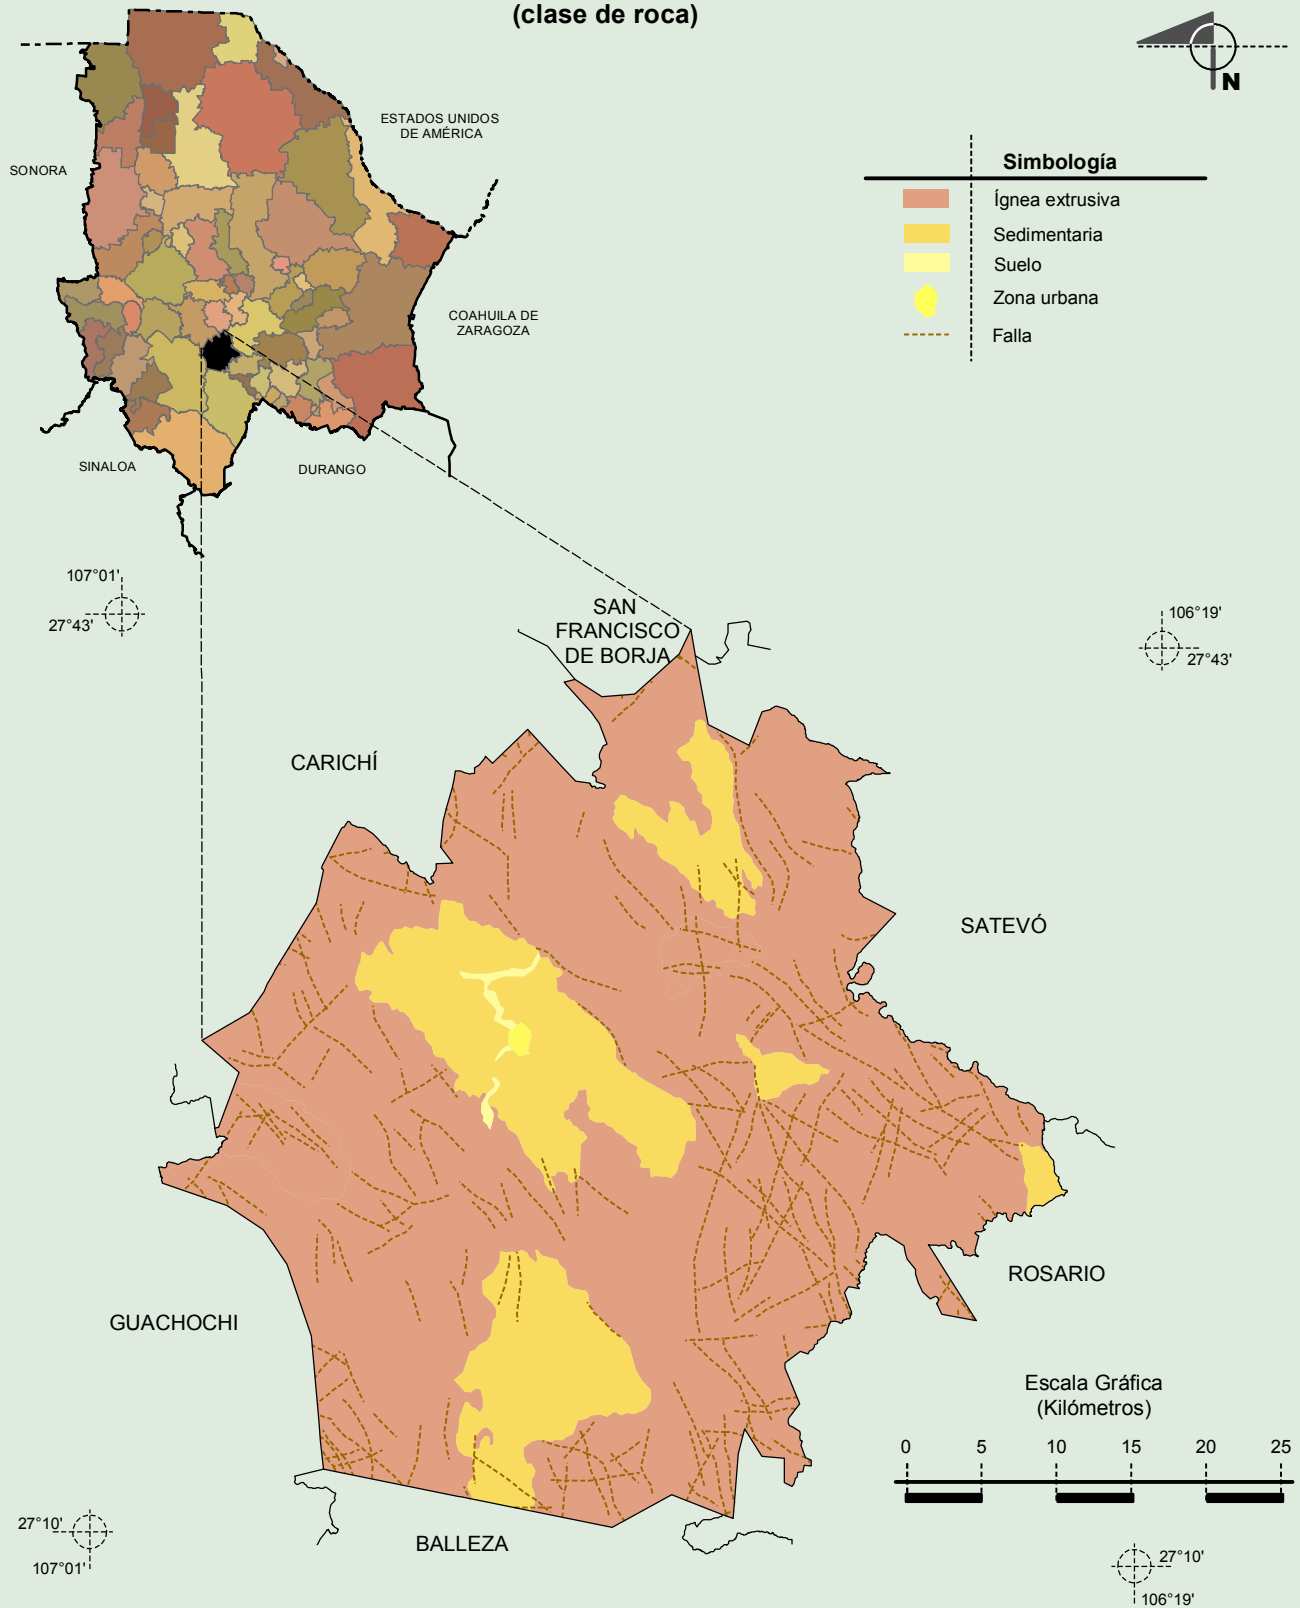 (clase de roca)
N
ESTADOS UNIDOS
DE AMÉRICA
SONORA
Simbología
Ígnea extrusiva
Sedimentaria
Suelo
Zona urbana
Falla
COAHUILA DE
ZARAGOZA
SINALOA
DURANGO
107°01'
27°43'
106°19'
27°43'
SAN
FRANCISCO
DE BORJA
CARICHÍ
SATEVÓ
ROSARIO
GUACHOCHI
Escala Gráfica
(Kilómetros)
0 5 10 15 20 25
27°10'
107°01'
BALLEZA
27°10'
106°19'